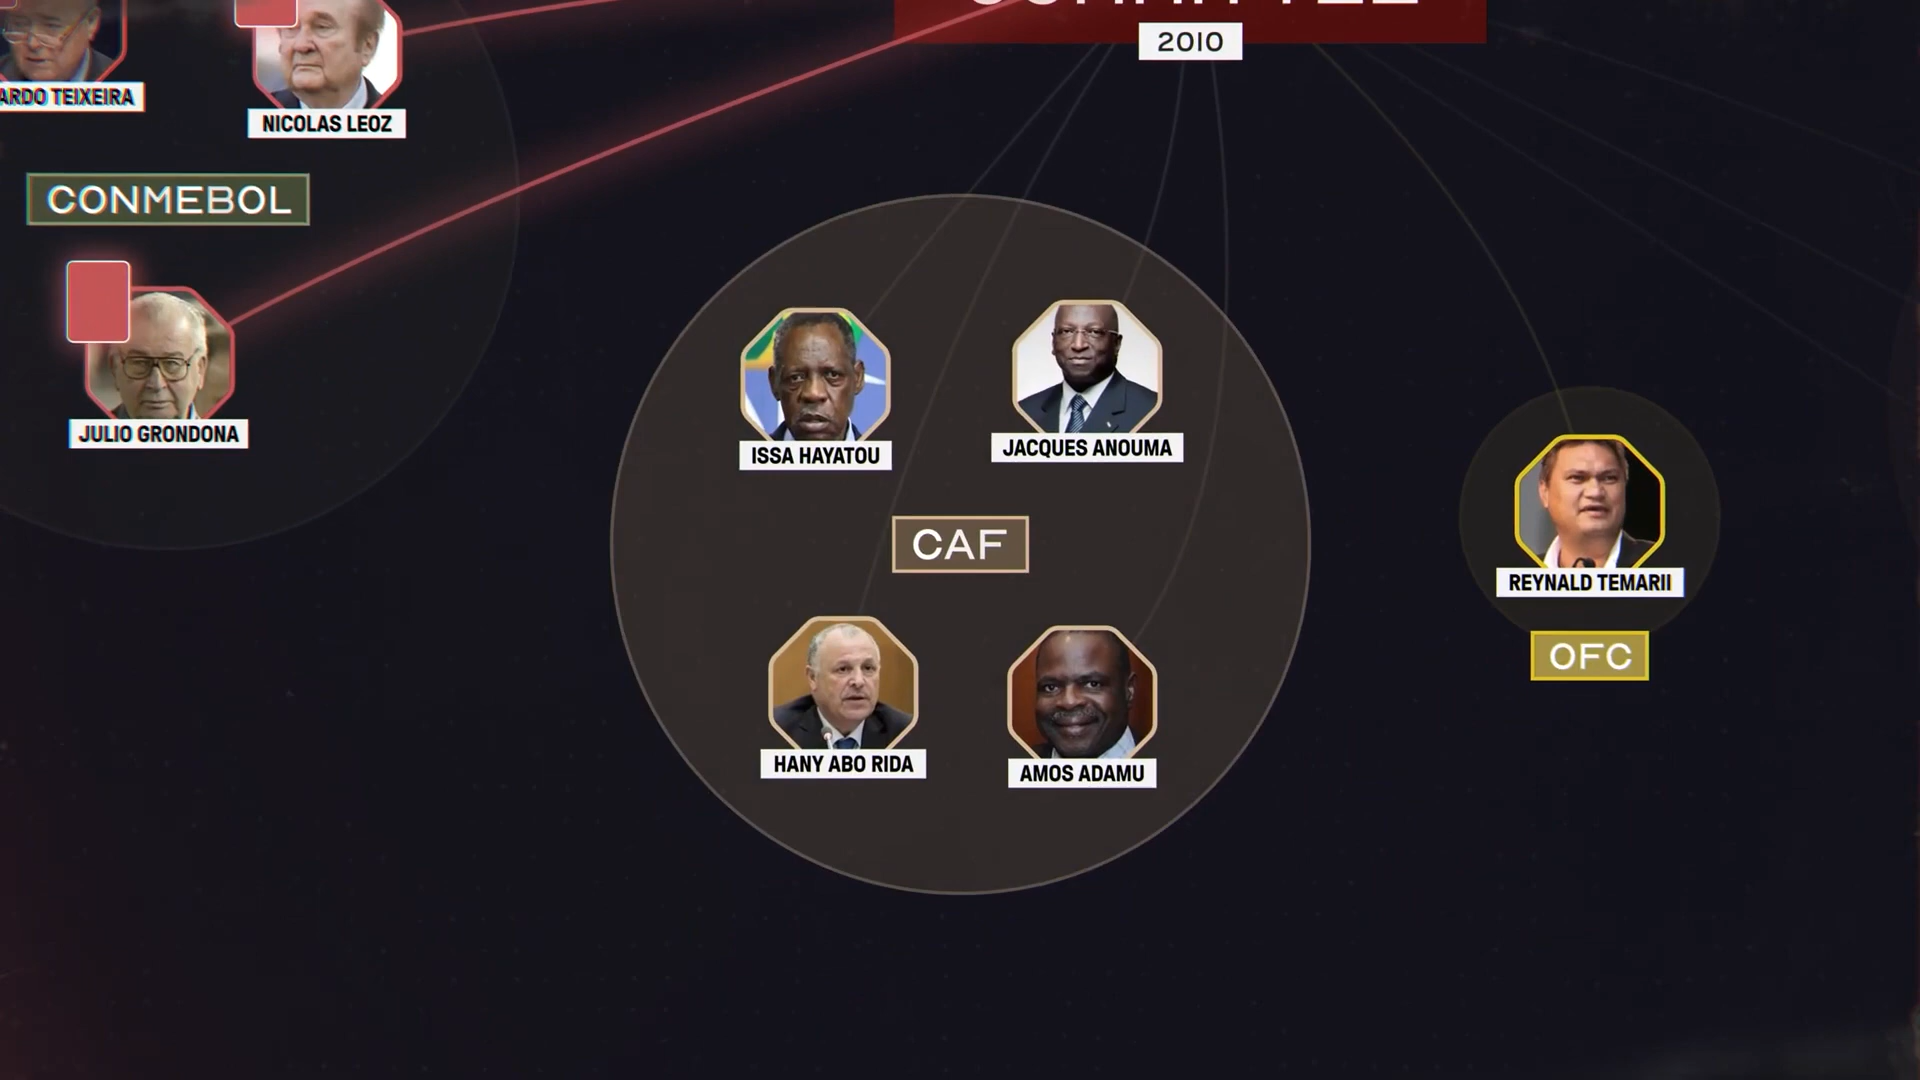 2010
ARDO TEIXEIRA
NICOLAS LEOZ
CONMEBOL
JULIO GRONDONA
ISSA HAYATOU
JACQUES ANOUMA
CAF
HANY ABO RIDA
AMOS ADAMU
REYNALD TEMARII
OFC